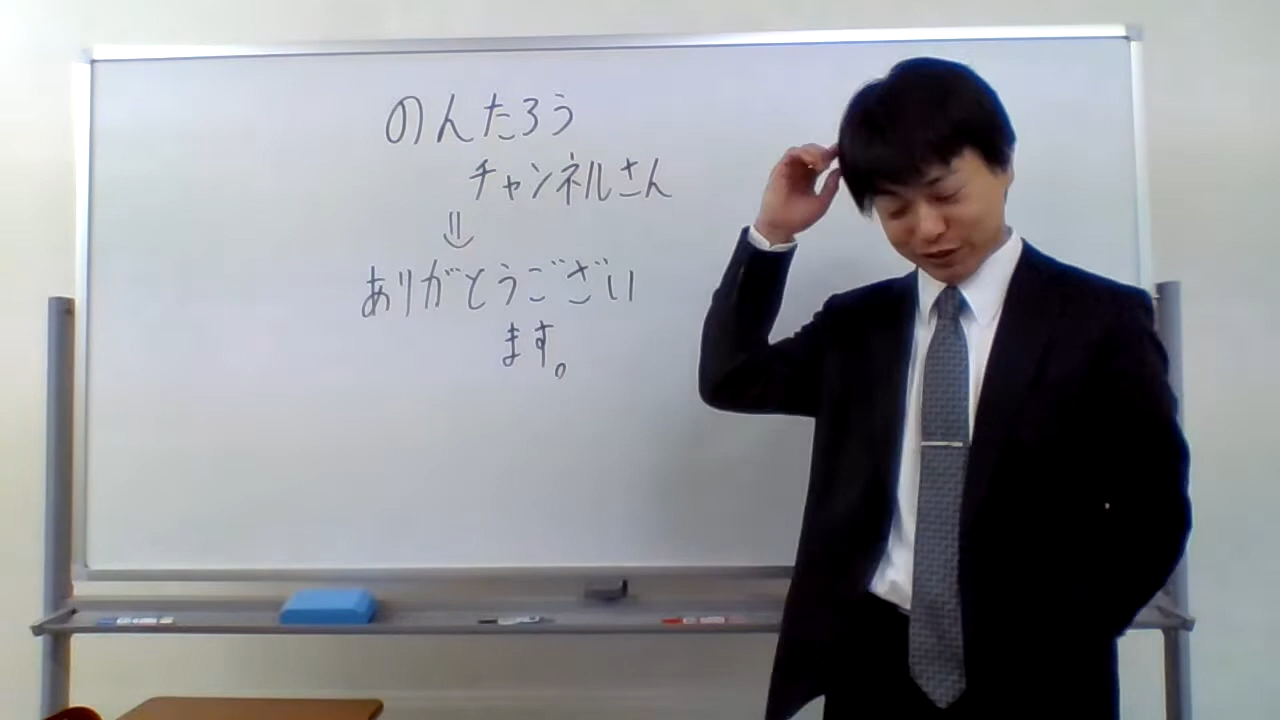 のんたろう
チャンネルさん
ありがとうござい
ます。